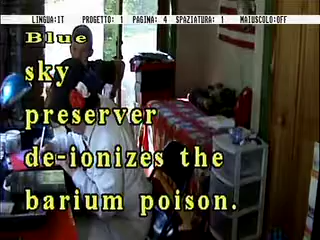 LINGUA:IT PROGETTO: 1 PAGINA: 4 SPAZIATURA: 1 MAIUSCOLO:OFF
Blue
sky
preserver
de-ionizes the
barium poison.